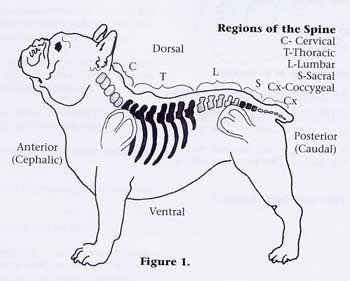 Regions of the Spine
C- Cervical
T-Thoracic
L-Lumbar
S-Sacral
Cx-Coccygeal
Dorsal
C
T
L
S
Cx
Anterior
(Cephalic)
Posterior
(Caudal)
Ventral
Figure 1.